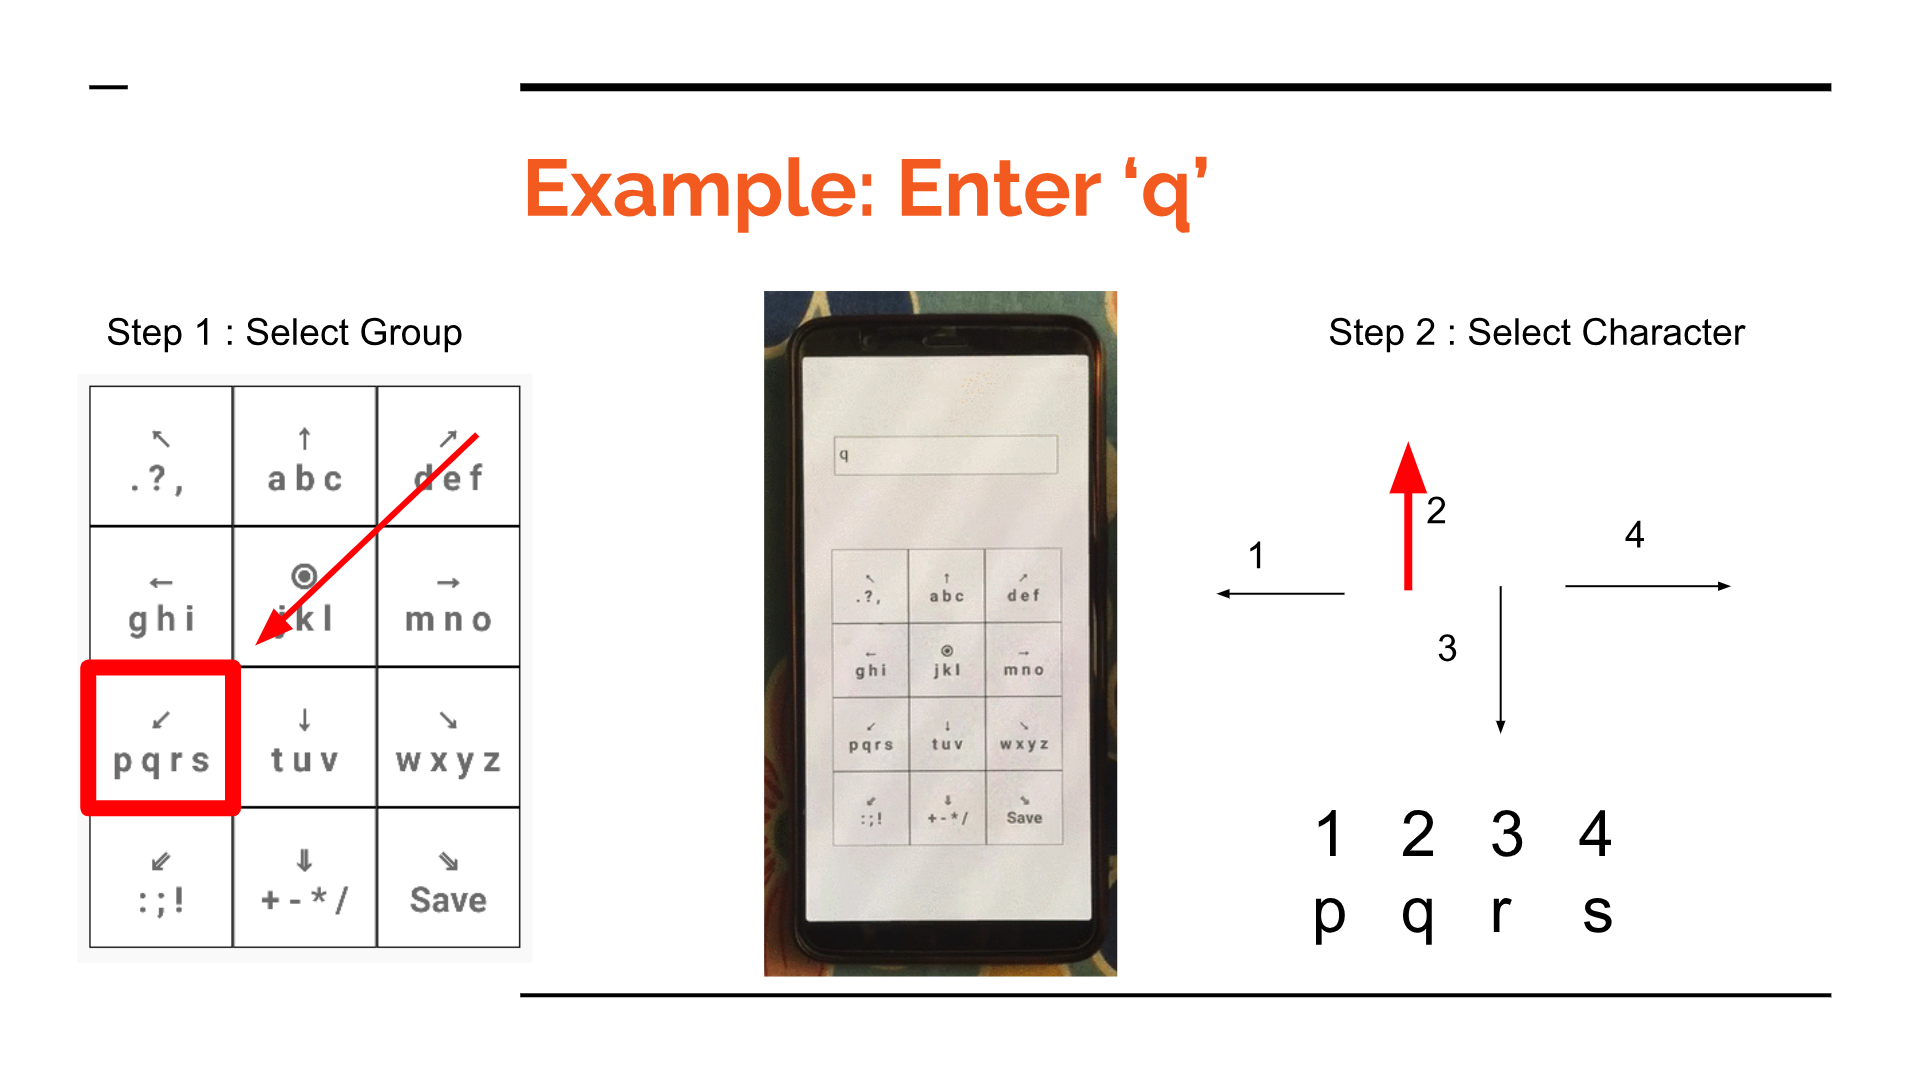 Example: Enter ‘q’
Step 1 : Select Group
↖ ↑ ↗
.?, abc def
← ◉ →
ghi jkl mno
↙ ↓ ↘
pqrs tuv wxyz
⇙ ⇓ ⇘
:;! +-*/ Save
q
↖ ↑ ↗
.?, abc def
← ◉ →
ghi jkl mno
↙ ↓ ↘
pqrs tuv wxyz
⇙ ⇓ ⇘
:;! +-*/ Save
Step 2 : Select Character
1
2
3
4
1 2 3 4
p q r s